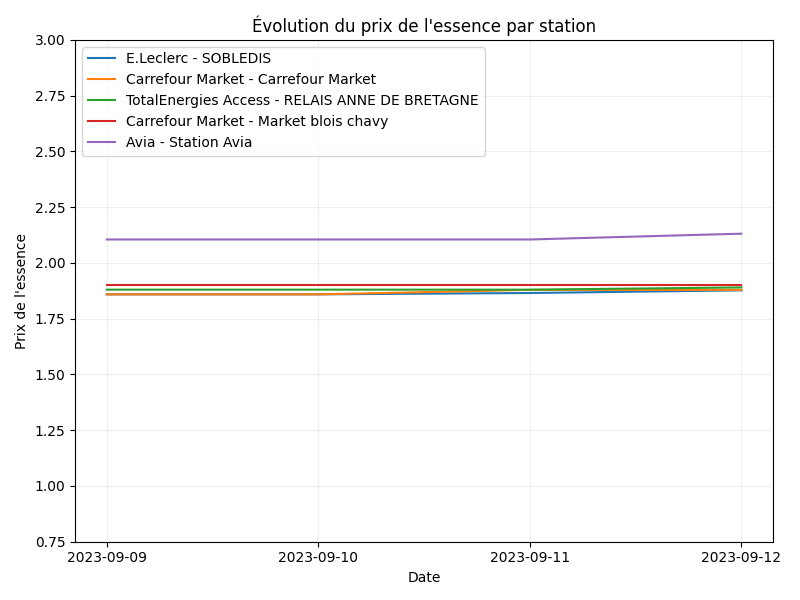 Évolution du prix de l'essence par station
E.Leclerc - SOBLEDIS
Carrefour Market - Carrefour Market
TotalEnergies Access - RELAIS ANNE DE BRETAGNE
Carrefour Market - Market blois chavy
Avia - Station Avia
Prix de l'essence
3.00
2.75
2.50
2.25
2.00
1.75
1.50
1.25
1.00
0.75
2023-09-09 2023-09-10 2023-09-11 2023-09-12
Date